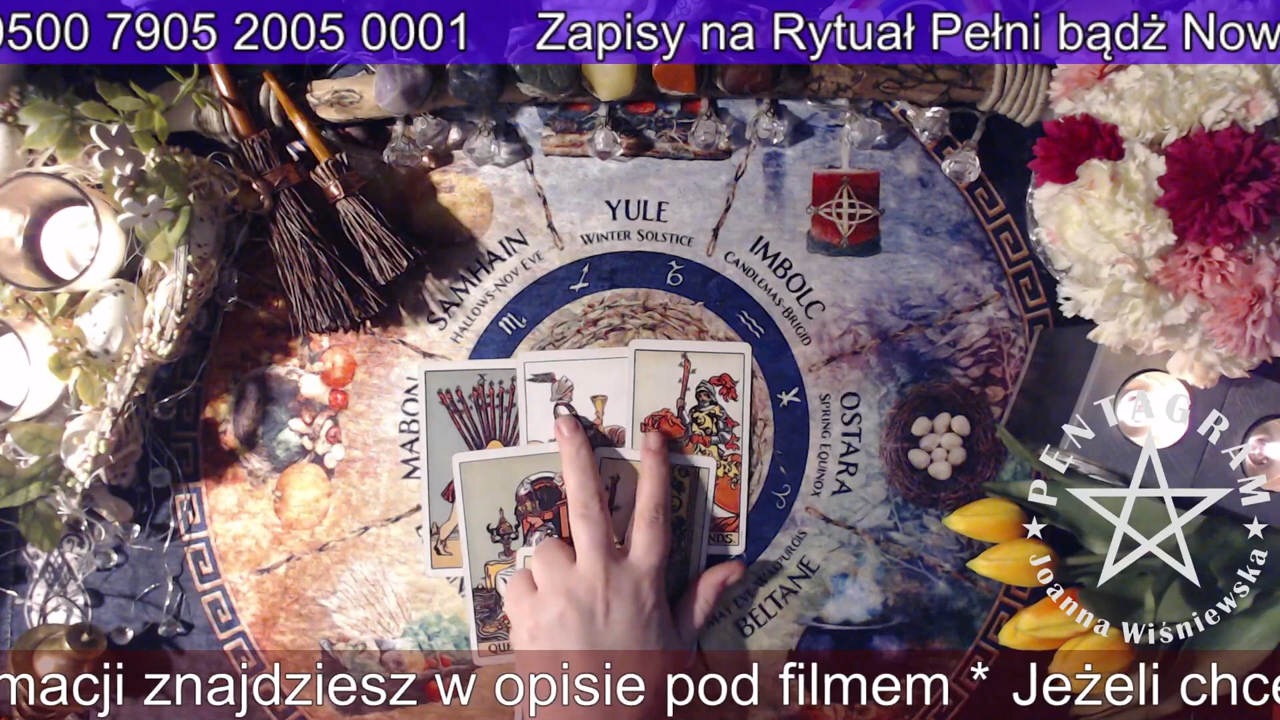 0500 7905 2005 0001 Zapisy na Rytuał Pełni bądź Now
YULE
WINTER SOLSTICE
SAMHAIN
HALLOWS-NOV EVE
IMBOLC
CANDLEMAS-BRIGID
MABON
OSTARA
SPRING EQUINOX
BELTANE
X
PENTAGRAM
Joanna Wiśniewska
macji znajdziesz w opisie pod filmem * Jeżeli chce